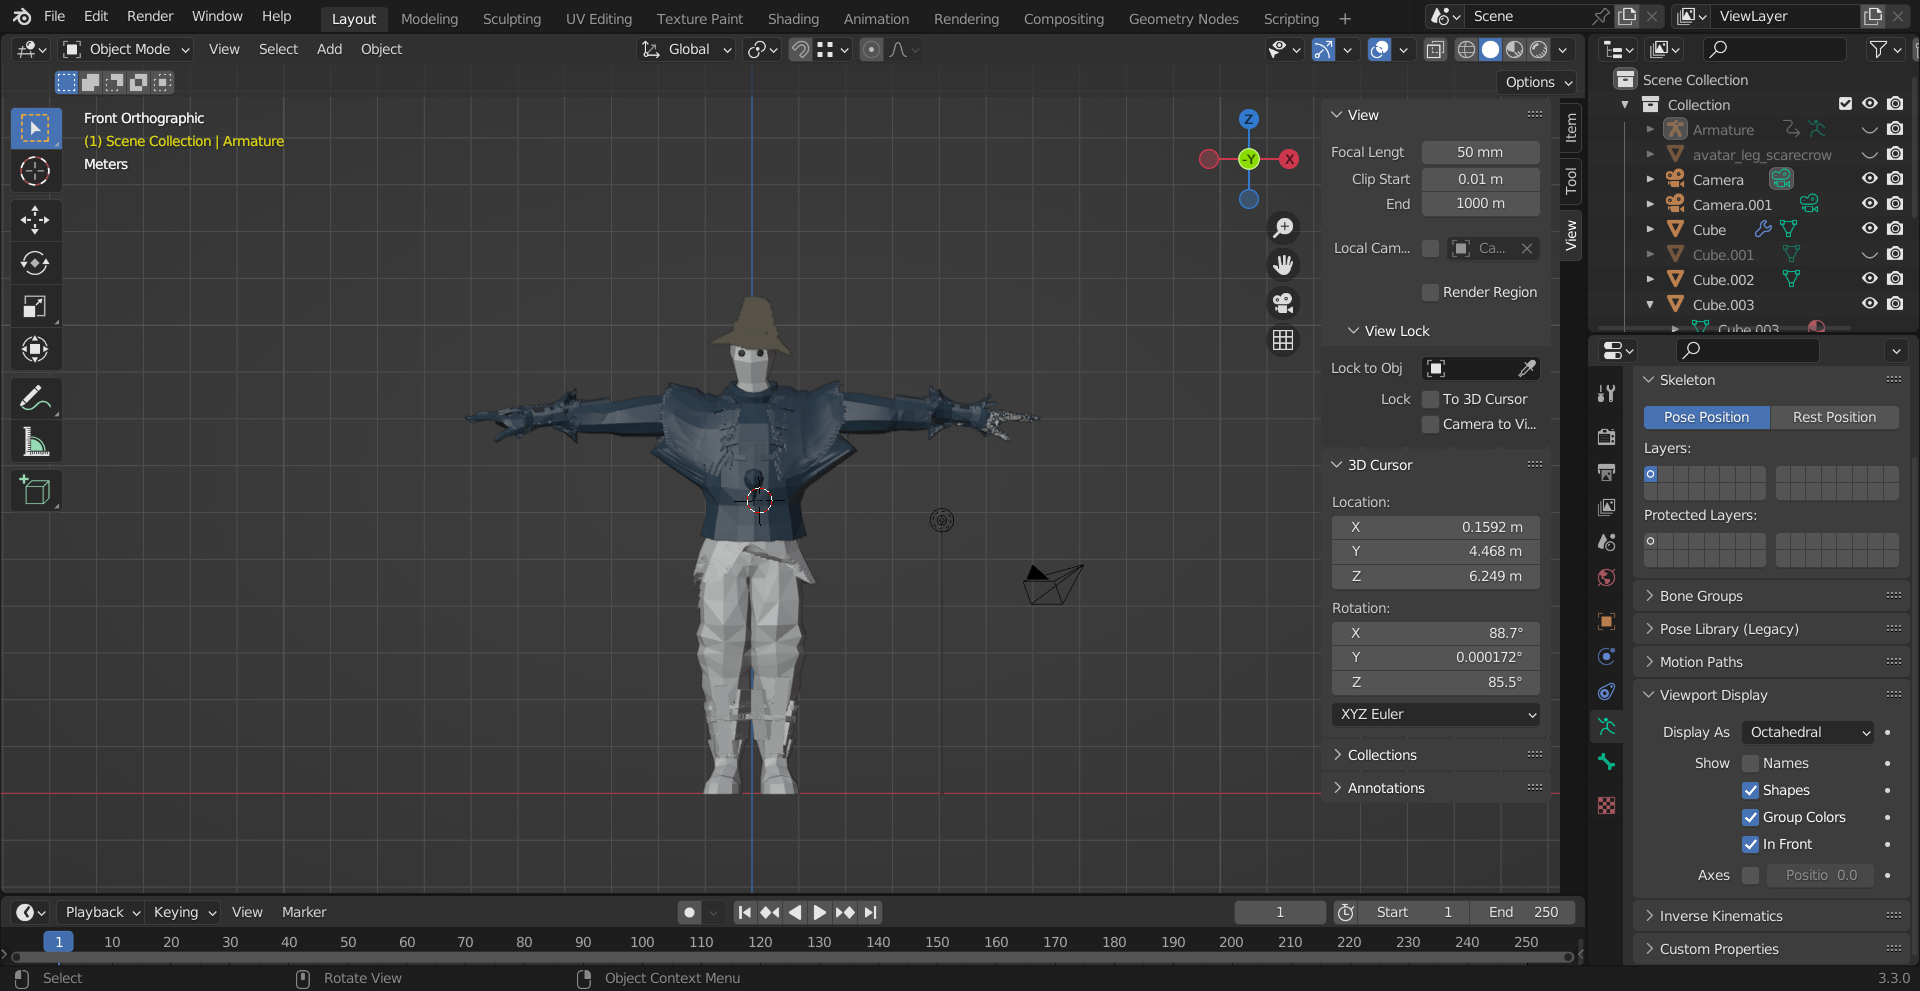 File Edit Render Window Help Layout Modeling Sculpting UV Editing Texture Paint Shading Animation Rendering Compositing Geometry Nodes Scripting + Scene ViewLayer
Object Mode View Select Add Object Global
Options
Front Orthographic
(1) Scene Collection | Armature
Meters
Z
-Y X
View
Focal Lengt 50 mm
Clip Start 0.01 m
End 1000 m
Local Cam... Ca...
Render Region
View Lock
Lock to Obj
Lock To 3D Cursor
Camera to Vi...
3D Cursor
Location:
X 0.1592 m
Y 4.468 m
Z 6.249 m
Rotation:
X 88.7°
Y 0.000172°
Z 85.5°
XYZ Euler
Collections
Annotations
Item
Tool
View
Scene Collection
Collection
Armature
avatar_leg_scarecrow
Camera
Camera.001
Cube
Cube.001
Cube.002
Cube.003
Cube.003
Skeleton
Pose Position Rest Position
Layers:
Protected Layers:
Bone Groups
Pose Library (Legacy)
Motion Paths
Viewport Display
Display As Octahedral
Show Names
Shapes
Group Colors
In Front
Axes Positio 0.0
Inverse Kinematics
Custom Properties
Playback Keying View Marker 1 Start 1 End 250
1 10 20 30 40 50 60 70 80 90 100 110 120 130 140 150 160 170 180 190 200 210 220 230 240 250
Select Rotate View Object Context Menu 3.3.0